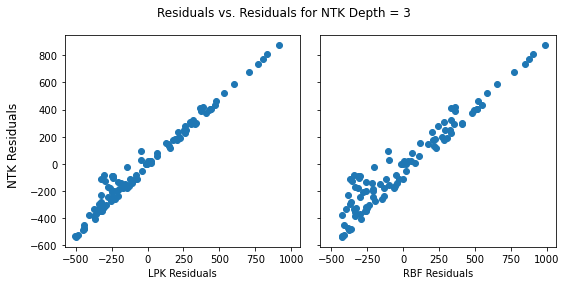 Residuals vs. Residuals for NTK Depth = 3
NTK Residuals
800
600
400
200
0
−200
−400
−600
−500 −250 0 250 500 750 1000
−500 −250 0 250 500 750 1000
LPK Residuals
RBF Residuals